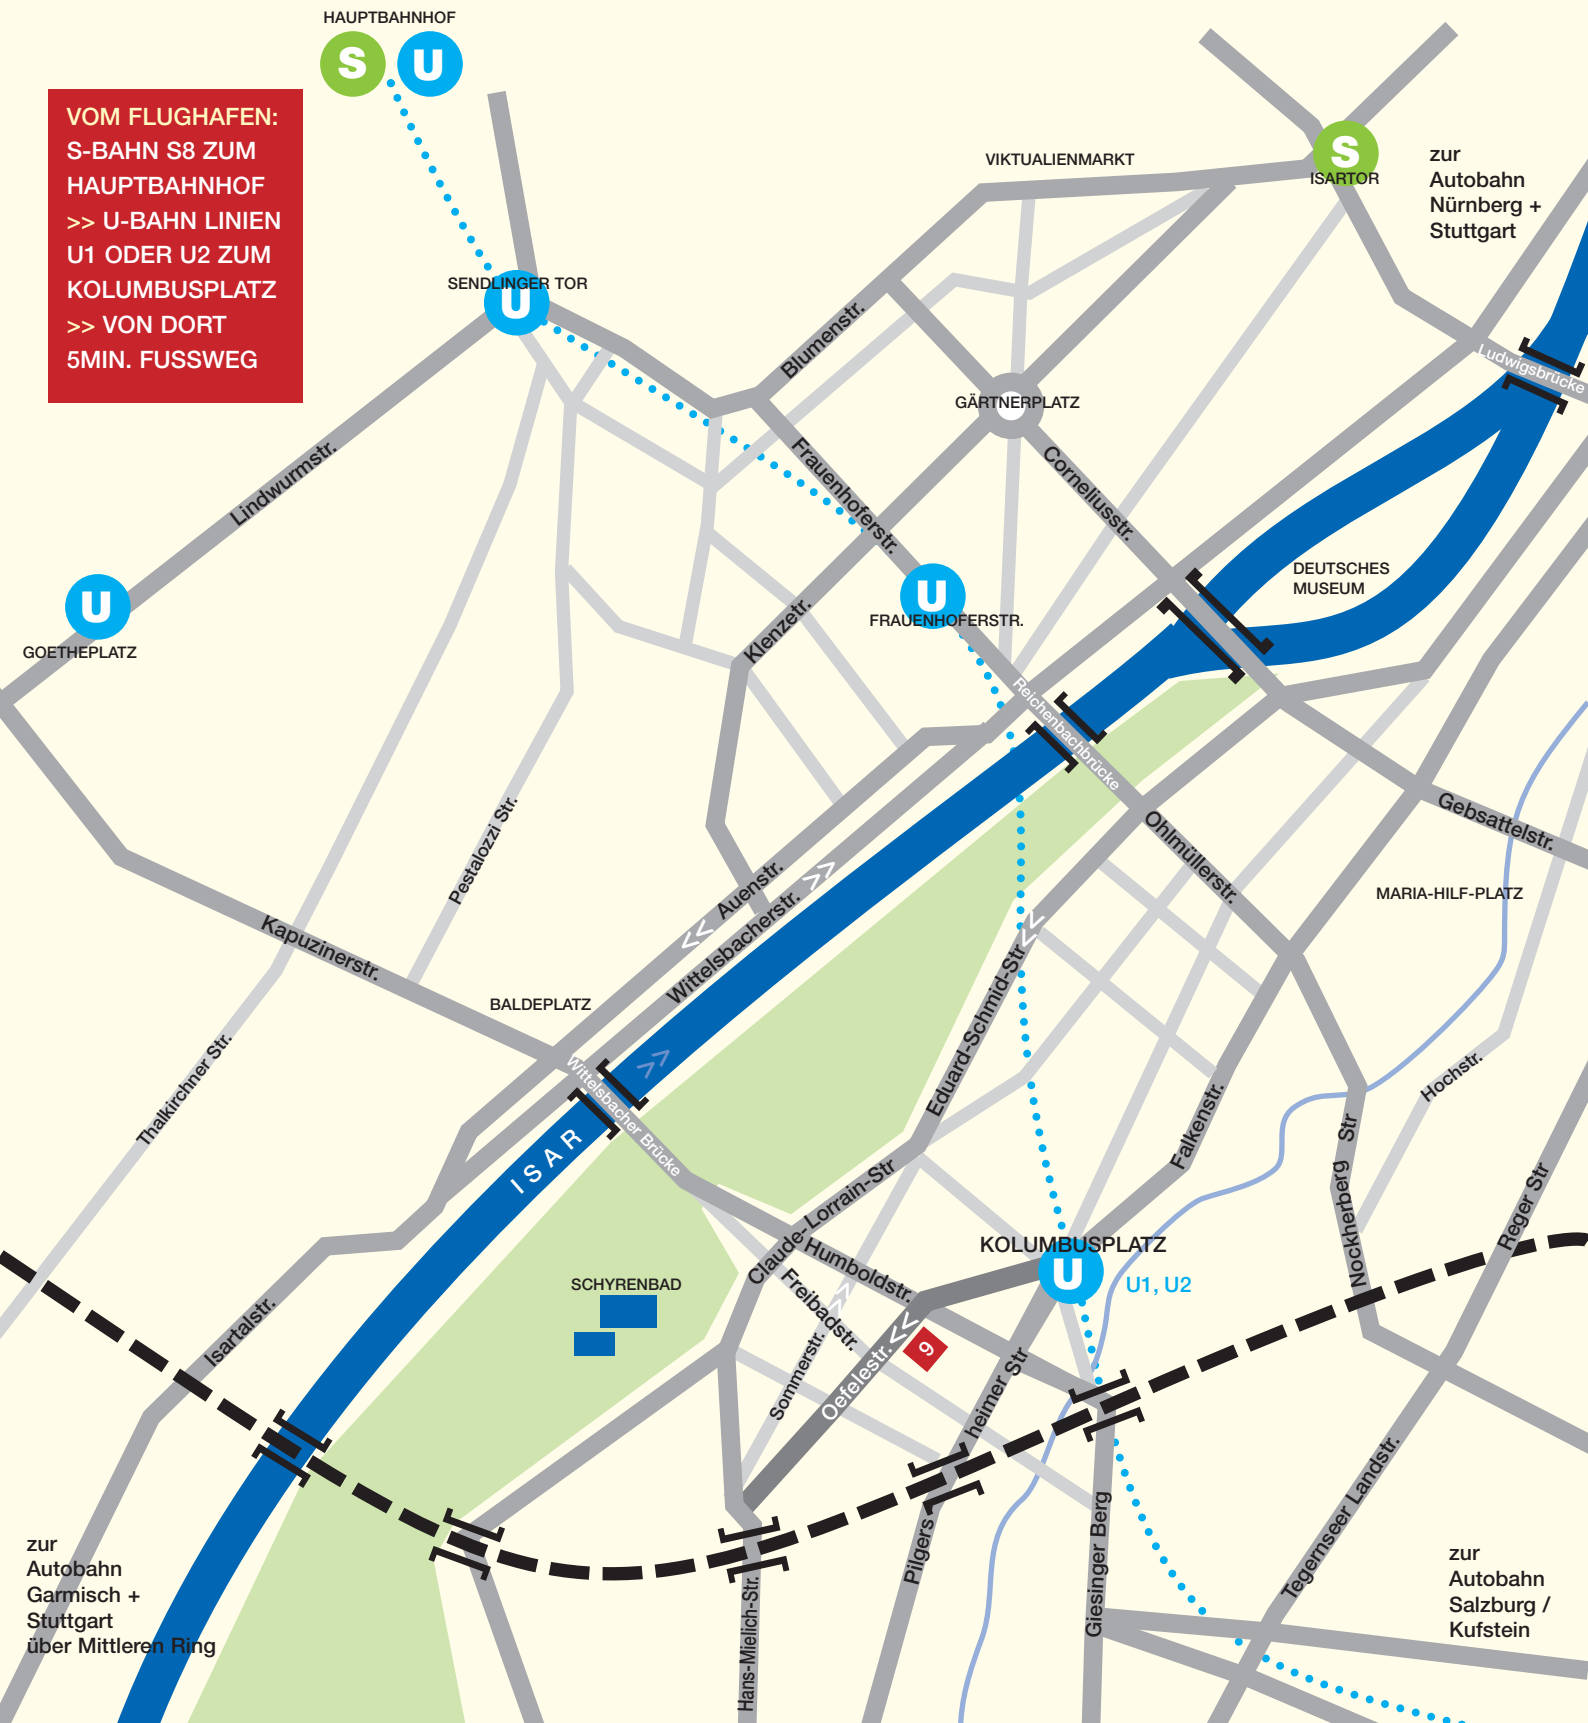 HAUPTBAHNHOF
S
U
VOM FLUGHAFEN:
S-BAHN S8 ZUM
HAUPTBAHNHOF
>> U-BAHN LINIEN
U1 ODER U2 ZUM
KOLUMBUSPLATZ
>> VON DORT
5MIN. FUSSWEG
VIKTUALIENMARKT
S
ISARTOR
zur
Autobahn
Nürnberg +
Stuttgart
SENDLINGER TOR
U
Blumenstr.
Ludwigsbrücke
GÄRTNERPLATZ
Lindwurmstr.
Frauenhoferstr.
Corneliusstr.
DEUTSCHES
MUSEUM
U
GOETHEPLATZ
U
FRAUENHOFERSTR.
Klenzetr.
Reichenbachbrücke
Pestalozzi Str.
Gebsattelstr.
Ohlmüllerstr.
MARIA-HILF-PLATZ
<< Auenstr.
Wittelsbacherstr. >>
Kapuzinerstr.
<<
Eduard-Schmid-Str
BALDEPLATZ
>>
Wittelsbacher Brücke
Thalkirchner Str.
ISAR
Hochstr.
Falkenstr.
Nockherberg Str
Reger Str
Claude-Lorrain-Str
KOLUMBUSPLATZ
U
U1, U2
Humboldstr.
Freibadstr.
SCHYRENBAD
Isartalstr.
Sommerstr. >>
Oefelestr. <<
9
Pilgersheimer Str
Giesinger Berg
Tegernseer Landstr.
Hans-Mielich-Str.
zur
Autobahn
Garmisch +
Stuttgart
über Mittleren Ring
zur
Autobahn
Salzburg /
Kufstein